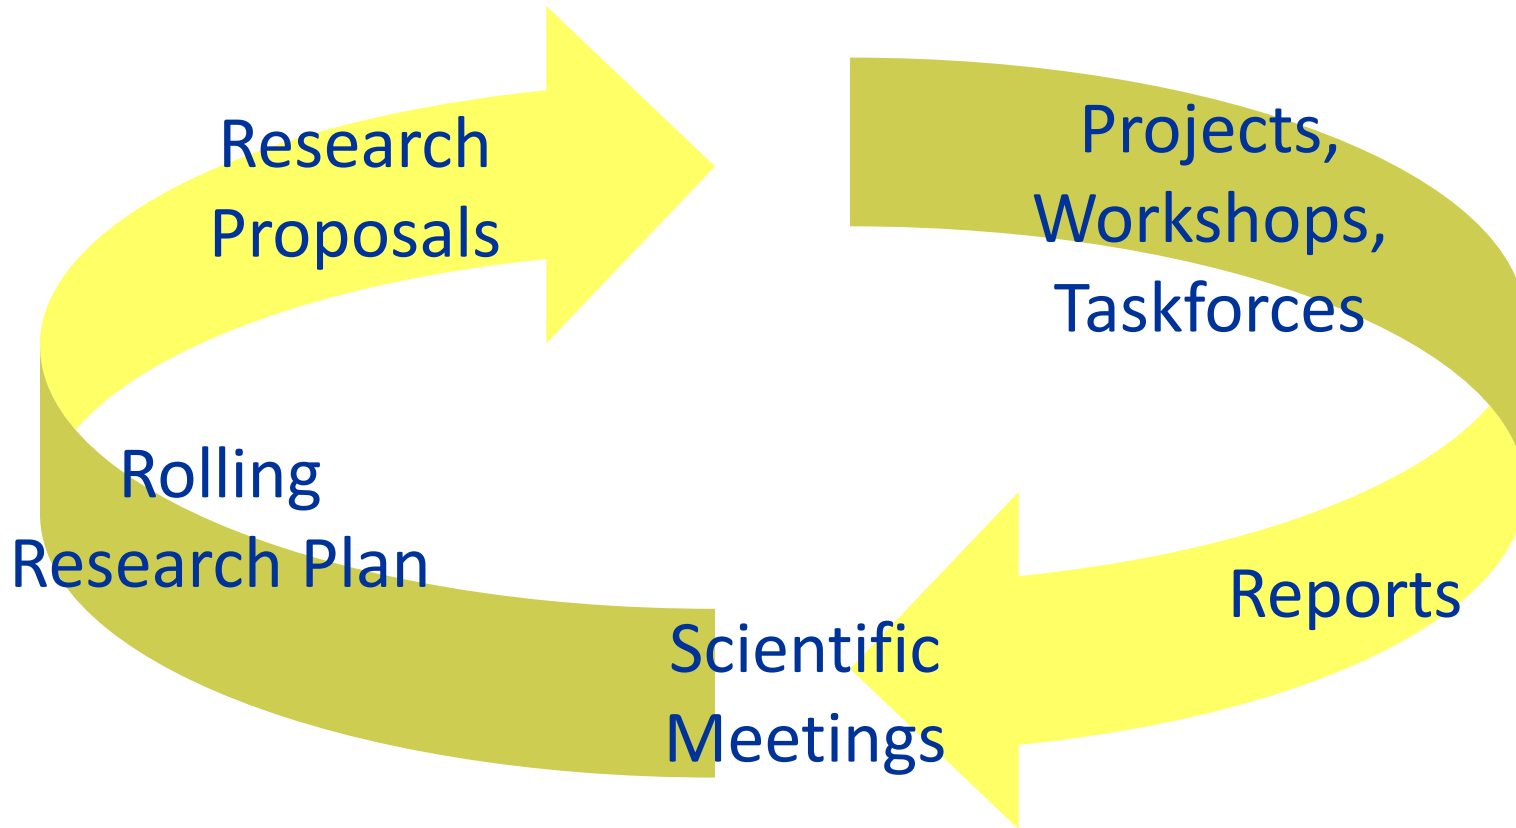 Research
Proposals
Projects,
Workshops,
Taskforces
Rolling
Research Plan
Reports
Scientific
Meetings